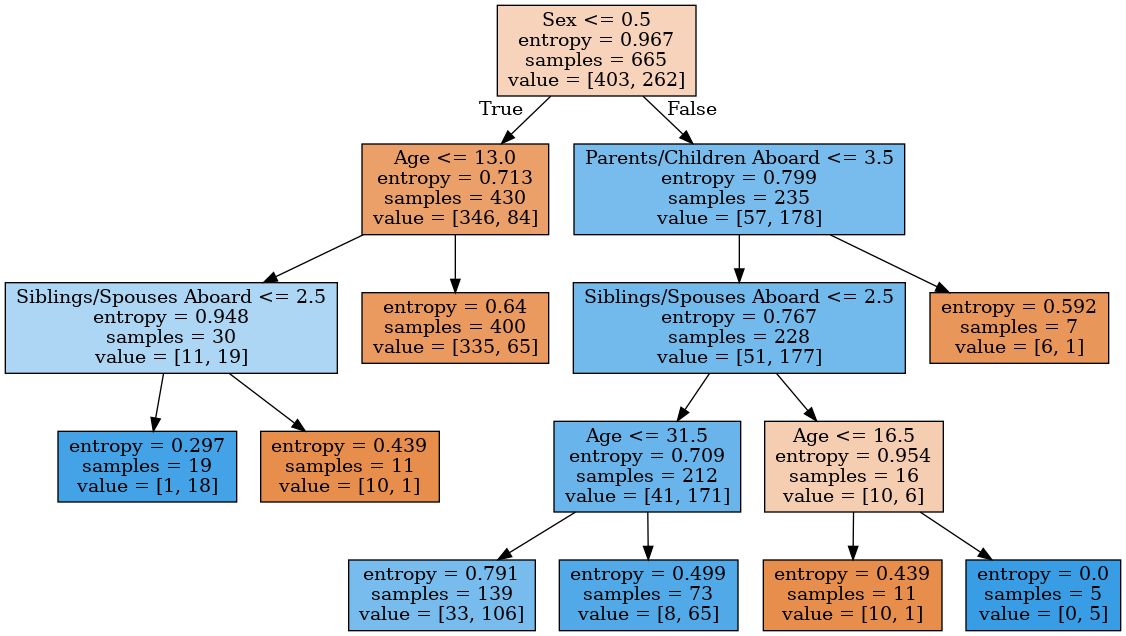 Sex <= 0.5
entropy = 0.967
samples = 665
value = [403, 262]
True
False
Age <= 13.0
entropy = 0.713
samples = 430
value = [346, 84]
Parents/Children Aboard <= 3.5
entropy = 0.799
samples = 235
value = [57, 178]
Siblings/Spouses Aboard <= 2.5
entropy = 0.948
samples = 30
value = [11, 19]
entropy = 0.64
samples = 400
value = [335, 65]
Siblings/Spouses Aboard <= 2.5
entropy = 0.767
samples = 228
value = [51, 177]
entropy = 0.592
samples = 7
value = [6, 1]
entropy = 0.297
samples = 19
value = [1, 18]
entropy = 0.439
samples = 11
value = [10, 1]
Age <= 31.5
entropy = 0.709
samples = 212
value = [41, 171]
Age <= 16.5
entropy = 0.954
samples = 16
value = [10, 6]
entropy = 0.791
samples = 139
value = [33, 106]
entropy = 0.499
samples = 73
value = [8, 65]
entropy = 0.439
samples = 11
value = [10, 1]
entropy = 0.0
samples = 5
value = [0, 5]